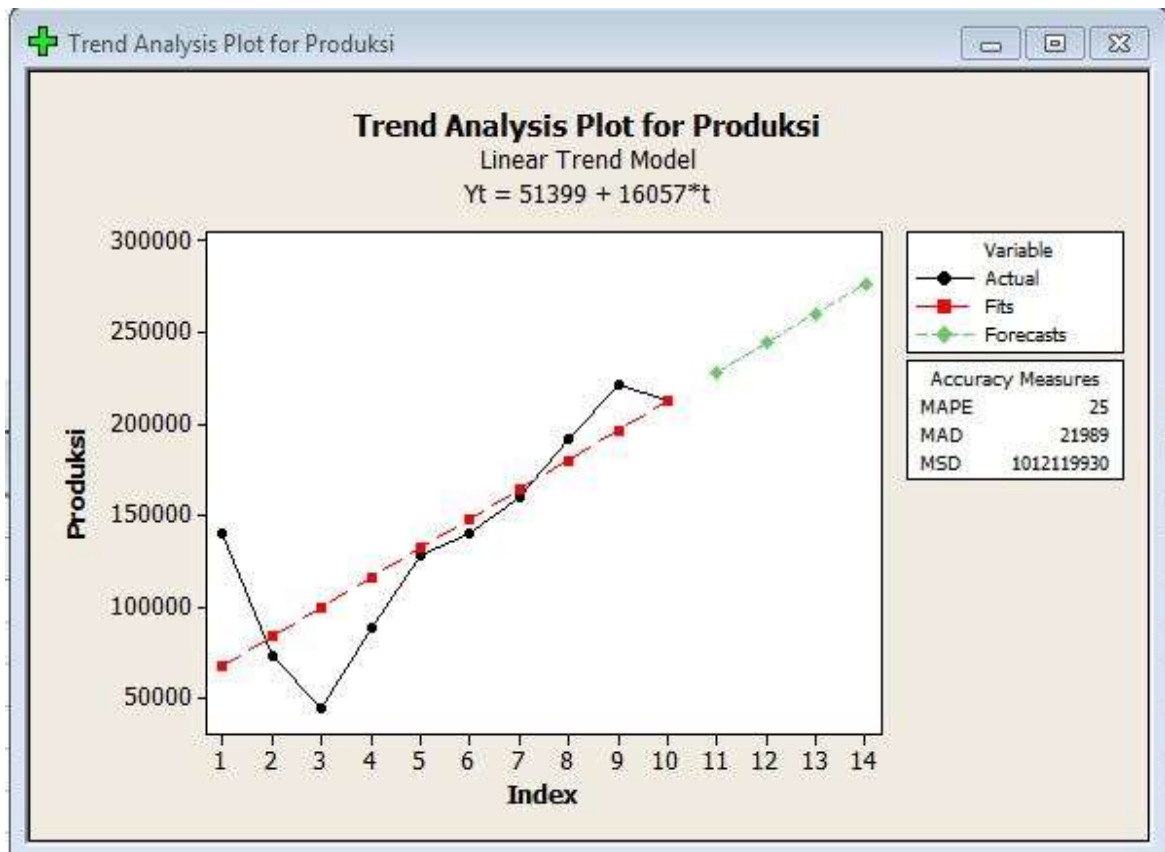 Trend Analysis Plot for Produksi
Trend Analysis Plot for Produksi
Linear Trend Model
Yt = 51399 + 16057*t
300000
250000
200000
150000
100000
50000
Produksi
1 2 3 4 5 6 7 8 9 10 11 12 13 14
Index
Variable
Actual
Fits
Forecasts
Accuracy Measures
MAPE 25
MAD 21989
MSD 1012119930